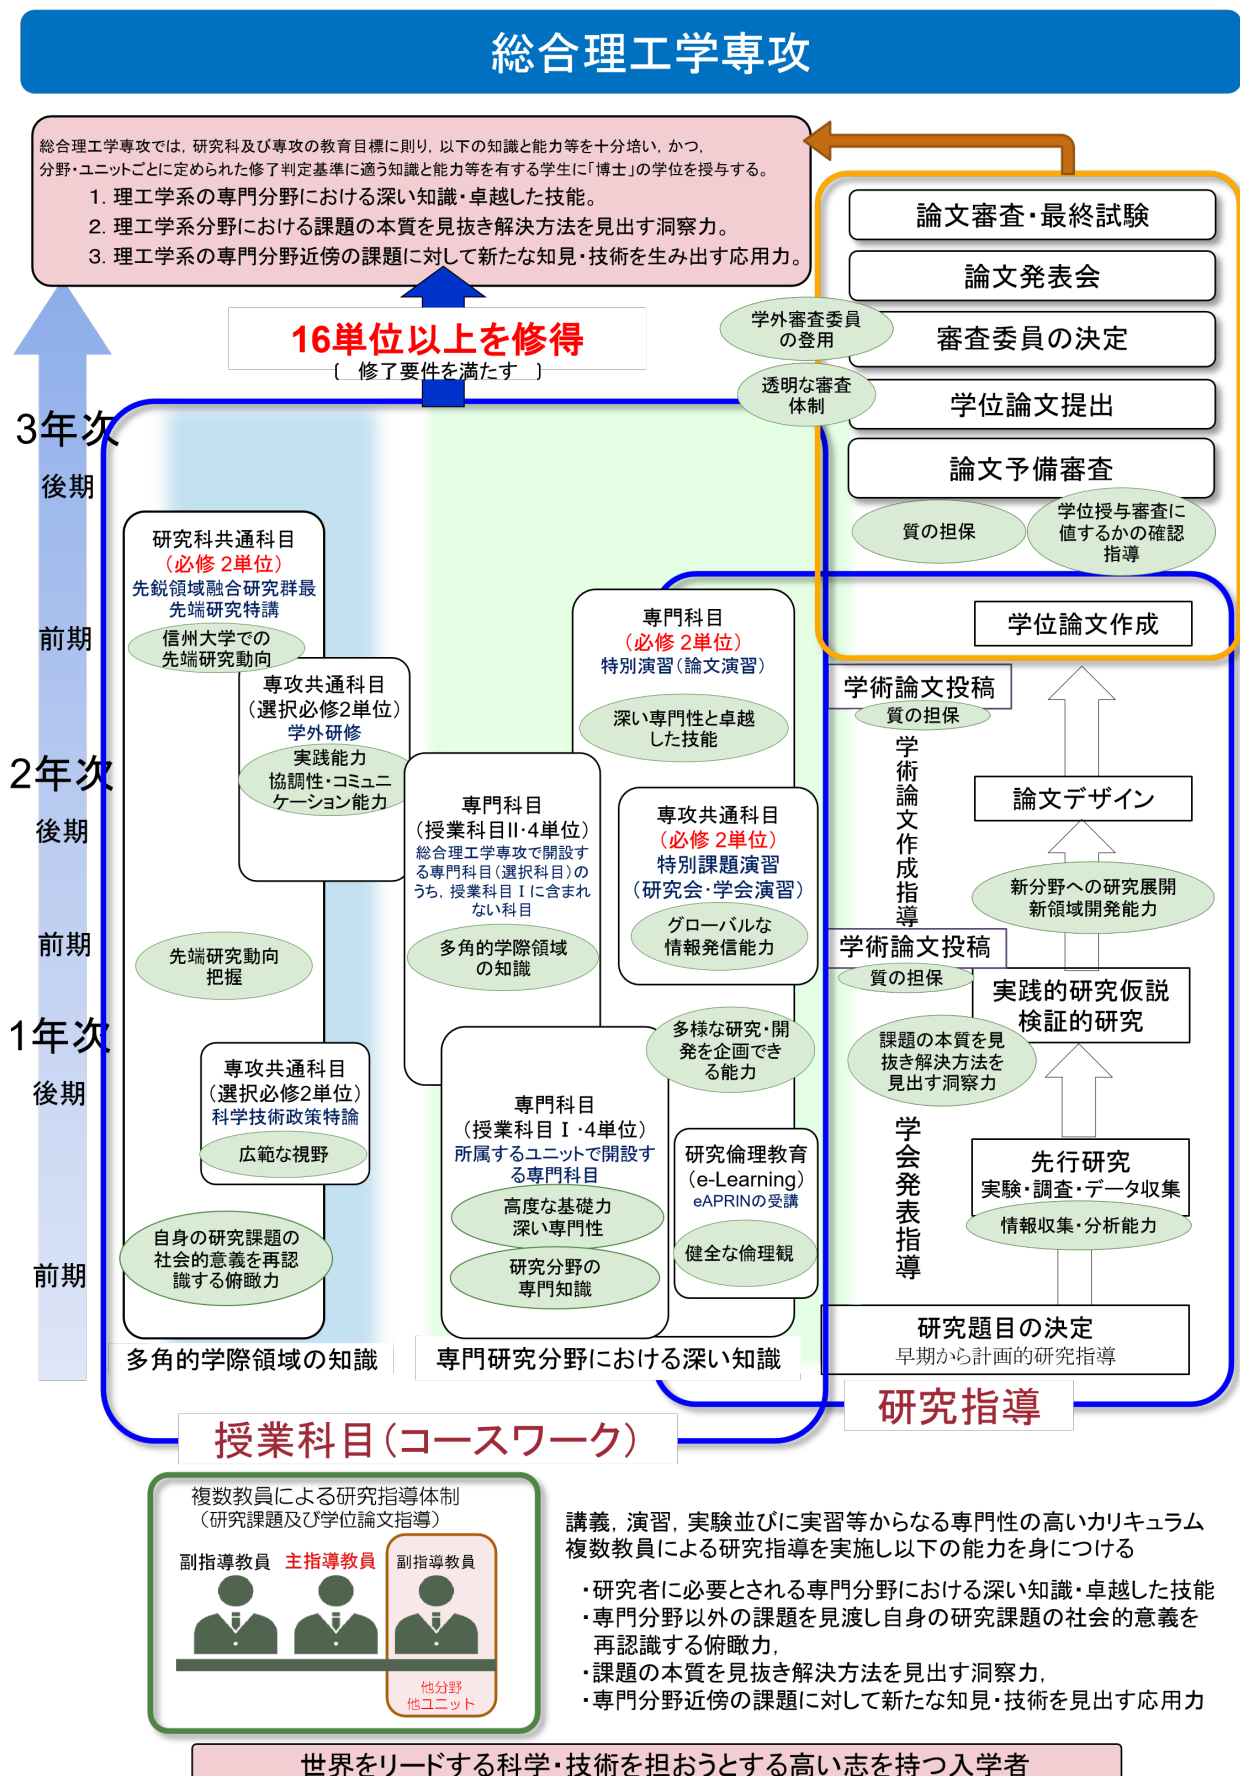 総合理工学専攻
総合理工学専攻では，研究科及び専攻の教育目標に則り，以下の知識と能力等を十分培い，かつ，
分野・ユニットごとに定められた修了判定基準に適う知識と能力等を有する学生に「博士」の学位を授与する。
1. 理工学系の専門分野における深い知識・卓越した技能。
2. 理工学系分野における課題の本質を見抜き解決方法を見出す洞察力。
3. 理工学系の専門分野近傍の課題に対して新たな知見・技術を生み出す応用力。
16単位以上を修得
〔 修了要件を満たす 〕
論文審査・最終試験
論文発表会
学外審査委員
の登用
審査委員の決定
透明な審査
体制
学位論文提出
論文予備審査
質の担保
学位授与審査に
値するかの確認
指導
3年次
後期
前期
2年次
後期
前期
1年次
後期
前期
研究科共通科目
（必修 2単位）
先鋭領域融合研究群最
先端研究特講
信州大学での
先端研究動向
専攻共通科目
（選択必修2単位）
学外研修
実践能力
協調性・コミュニ
ケーション能力
先端研究動向
把握
専攻共通科目
（選択必修2単位）
科学技術政策特論
広範な視野
自身の研究課題の
社会的意義を再認
識する俯瞰力
多角的学際領域の知識
専門科目
（必修 2単位）
特別演習（論文演習）
深い専門性と卓越
した技能
専門科目
（授業科目II・4単位）
総合理工学専攻で開設す
る専門科目（選択科目）の
うち，授業科目Ⅰに含まれ
ない科目
多角的学際領域
の知識
専攻共通科目
（必修 2単位）
特別課題演習
（研究会・学会演習）
グローバルな
情報発信能力
多様な研究・開
発を企画でき
る能力
専門科目
（授業科目Ⅰ・4単位）
所属するユニットで開設す
る専門科目
高度な基礎力
深い専門性
研究分野の
専門知識
研究倫理教育
（e-Learning）
eAPRINの受講
健全な倫理観
専門研究分野における深い知識
学位論文作成
学術論文投稿
質の担保
学術論文作成指導
論文デザイン
新分野への研究展開
新領域開発能力
学術論文投稿
質の担保
実践的研究仮説
検証的研究
課題の本質を見
抜き解決方法を
見出す洞察力
学会発表指導
先行研究
実験・調査・データ収集
情報収集・分析能力
研究題目の決定
早期から計画的研究指導
研究指導
授業科目（コースワーク）
複数教員による研究指導体制
（研究課題及び学位論文指導）
副指導教員 主指導教員 副指導教員
他分野
他ユニット
講義，演習，実験並びに実習等からなる専門性の高いカリキュラム
複数教員による研究指導を実施し以下の能力を身につける
・研究者に必要とされる専門分野における深い知識・卓越した技能
・専門分野以外の課題を見渡し自身の研究課題の社会的意義を
再認識する俯瞰力，
・課題の本質を見抜き解決方法を見出す洞察力，
・専門分野近傍の課題に対して新たな知見・技術を見出す応用力
世界をリードする科学・技術を担おうとする高い志を持つ入学者